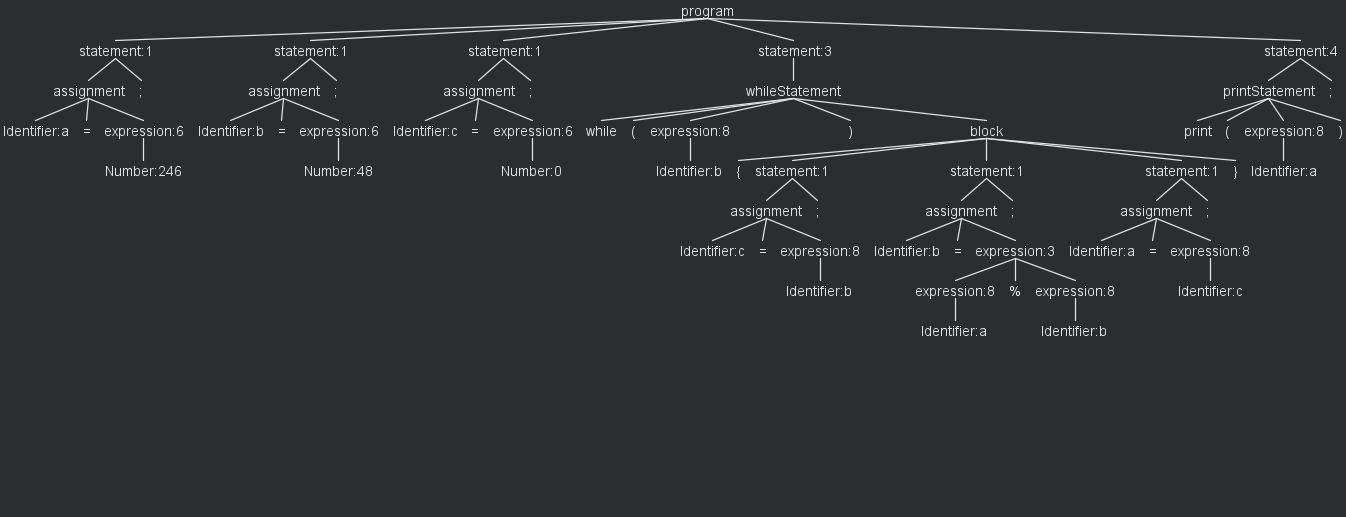 program
statement:1 statement:1 statement:1 statement:3 statement:4
assignment ; assignment ; assignment ; whileStatement printStatement ;
Identifier:a = expression:6 Identifier:b = expression:6 Identifier:c = expression:6 while ( expression:8 ) block print ( expression:8 )
Number:246 Number:48 Number:0 Identifier:b { statement:1 statement:1 statement:1 } Identifier:a
assignment ; assignment ; assignment ;
Identifier:c = expression:8 Identifier:b = expression:3 Identifier:a = expression:8
Identifier:b expression:8 % expression:8 Identifier:c
Identifier:a Identifier:b